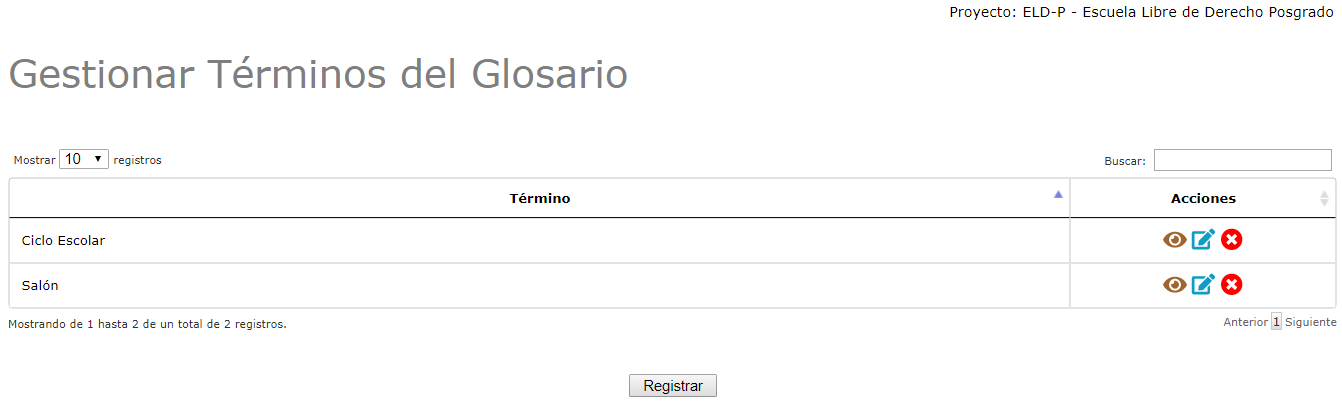 Proyecto: ELD-P - Escuela Libre de Derecho Posgrado
Gestionar Términos del Glosario
Mostrar 10 registros Buscar:
Término Acciones
Ciclo Escolar
Salón
Mostrando de 1 hasta 2 de un total de 2 registros. Anterior 1 Siguiente
Registrar